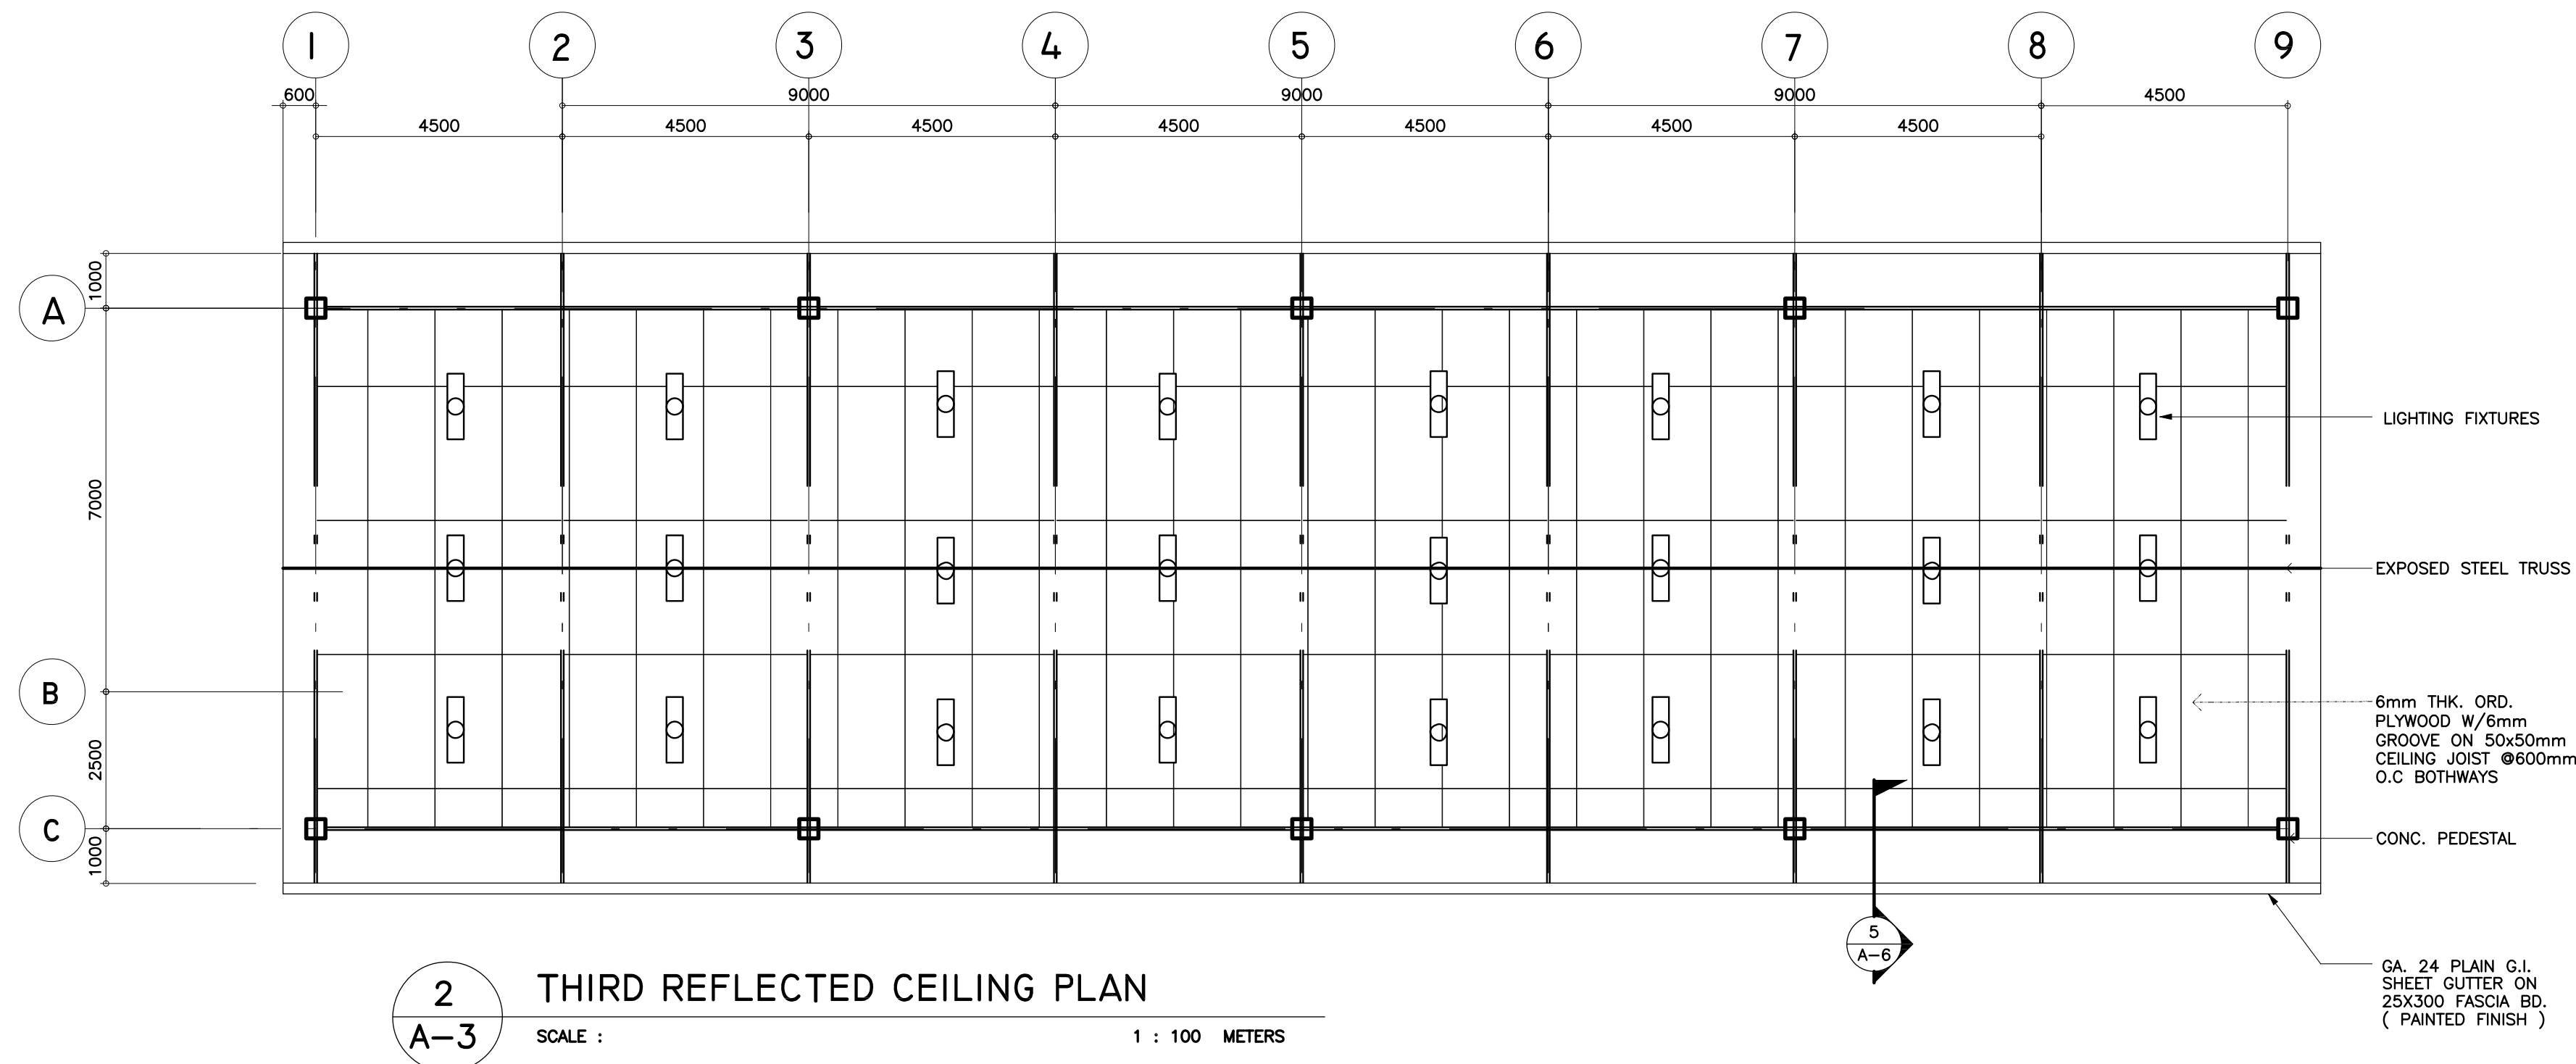 1 2 3 4 5 6 7 8 9
600 9000 9000 9000 4500
4500 4500 4500 4500 4500 4500 4500
1000
A
7000
B
2500
C
1000
LIGHTING FIXTURES
EXPOSED STEEL TRUSS
6mm THK. ORD.
PLYWOOD W/6mm
GROOVE ON 50x50mm
CEILING JOIST @600mm
O.C BOTHWAYS
CONC. PEDESTAL
5
A-6
GA. 24 PLAIN G.I.
SHEET GUTTER ON
25X300 FASCIA BD.
( PAINTED FINISH )
2
A-3
THIRD REFLECTED CEILING PLAN
SCALE : 1 : 100 METERS